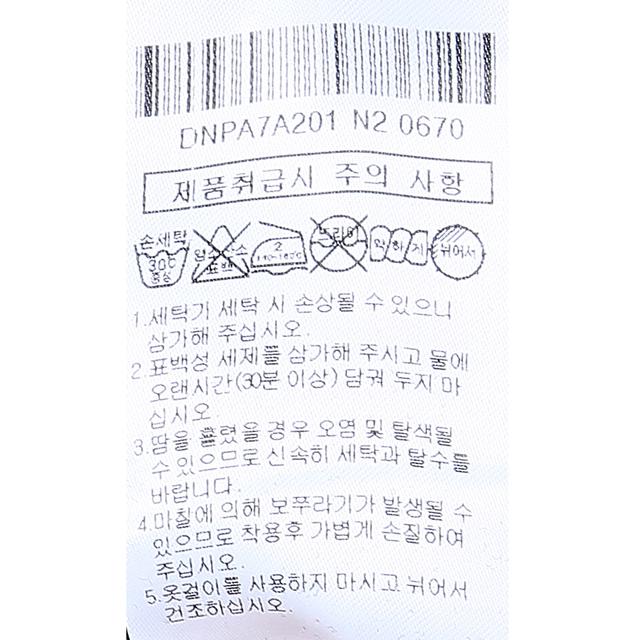 DNPA7A201 N2 0670
제품취급시 주의 사항
손세탁
30℃
중성
염소
표백
2
드라이
약하게
뉘어서
1.세탁기 세탁 시 손상될 수 있으니
삼가해 주십시오.
2.표백성 세제를 삼가해 주시고 물에
오랜시간(30분 이상) 담궈 두지 마
십시오
3.땀을 흘렸을 경우 오염 및 탈색될
수 있으므로 신속히 세탁과 탈수를
바랍니다.
4.마찰에 의해 보푸라기가 발생될 수
있으므로 착용후 가볍게 손질하여
주십시오.
5.옷걸이를 사용하지 마시고 뉘어서
건조하십시오.